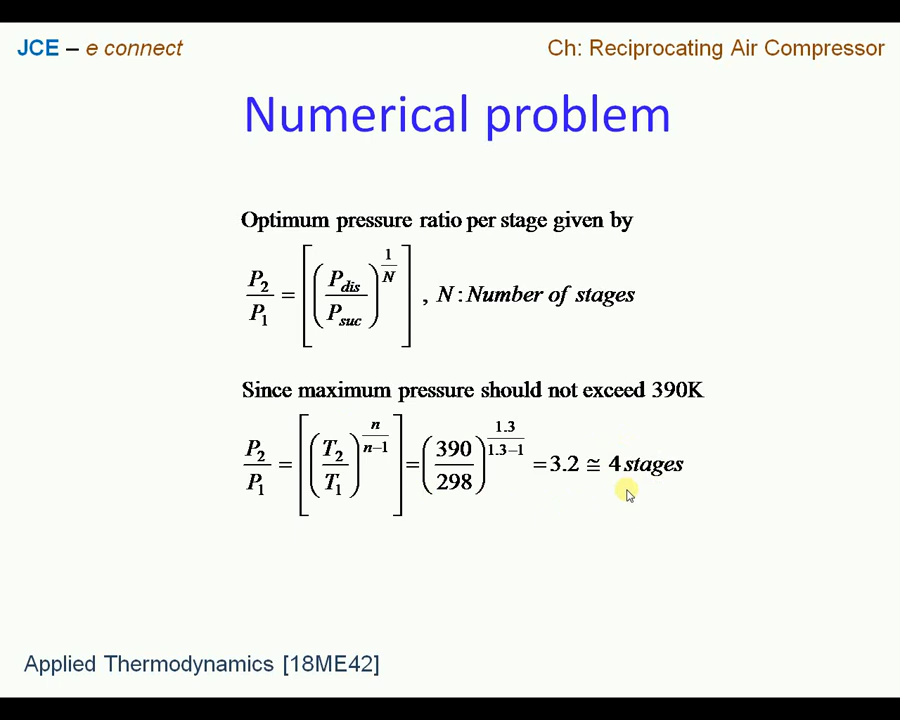 JCE – e connect
Ch: Reciprocating Air Compressor
Numerical problem
Optimum pressure ratio per stage given by
P₂/P₁ = [(P_dis/P_suc)^(1/N)] , N : Number of stages
Since maximum pressure should not exceed 390K
P₂/P₁ = [(T₂/T₁)^(n/(n–1))] = (390/298)^(1.3/(1.3–1)) = 3.2 ≅ 4 stages
Applied Thermodynamics [18ME42]